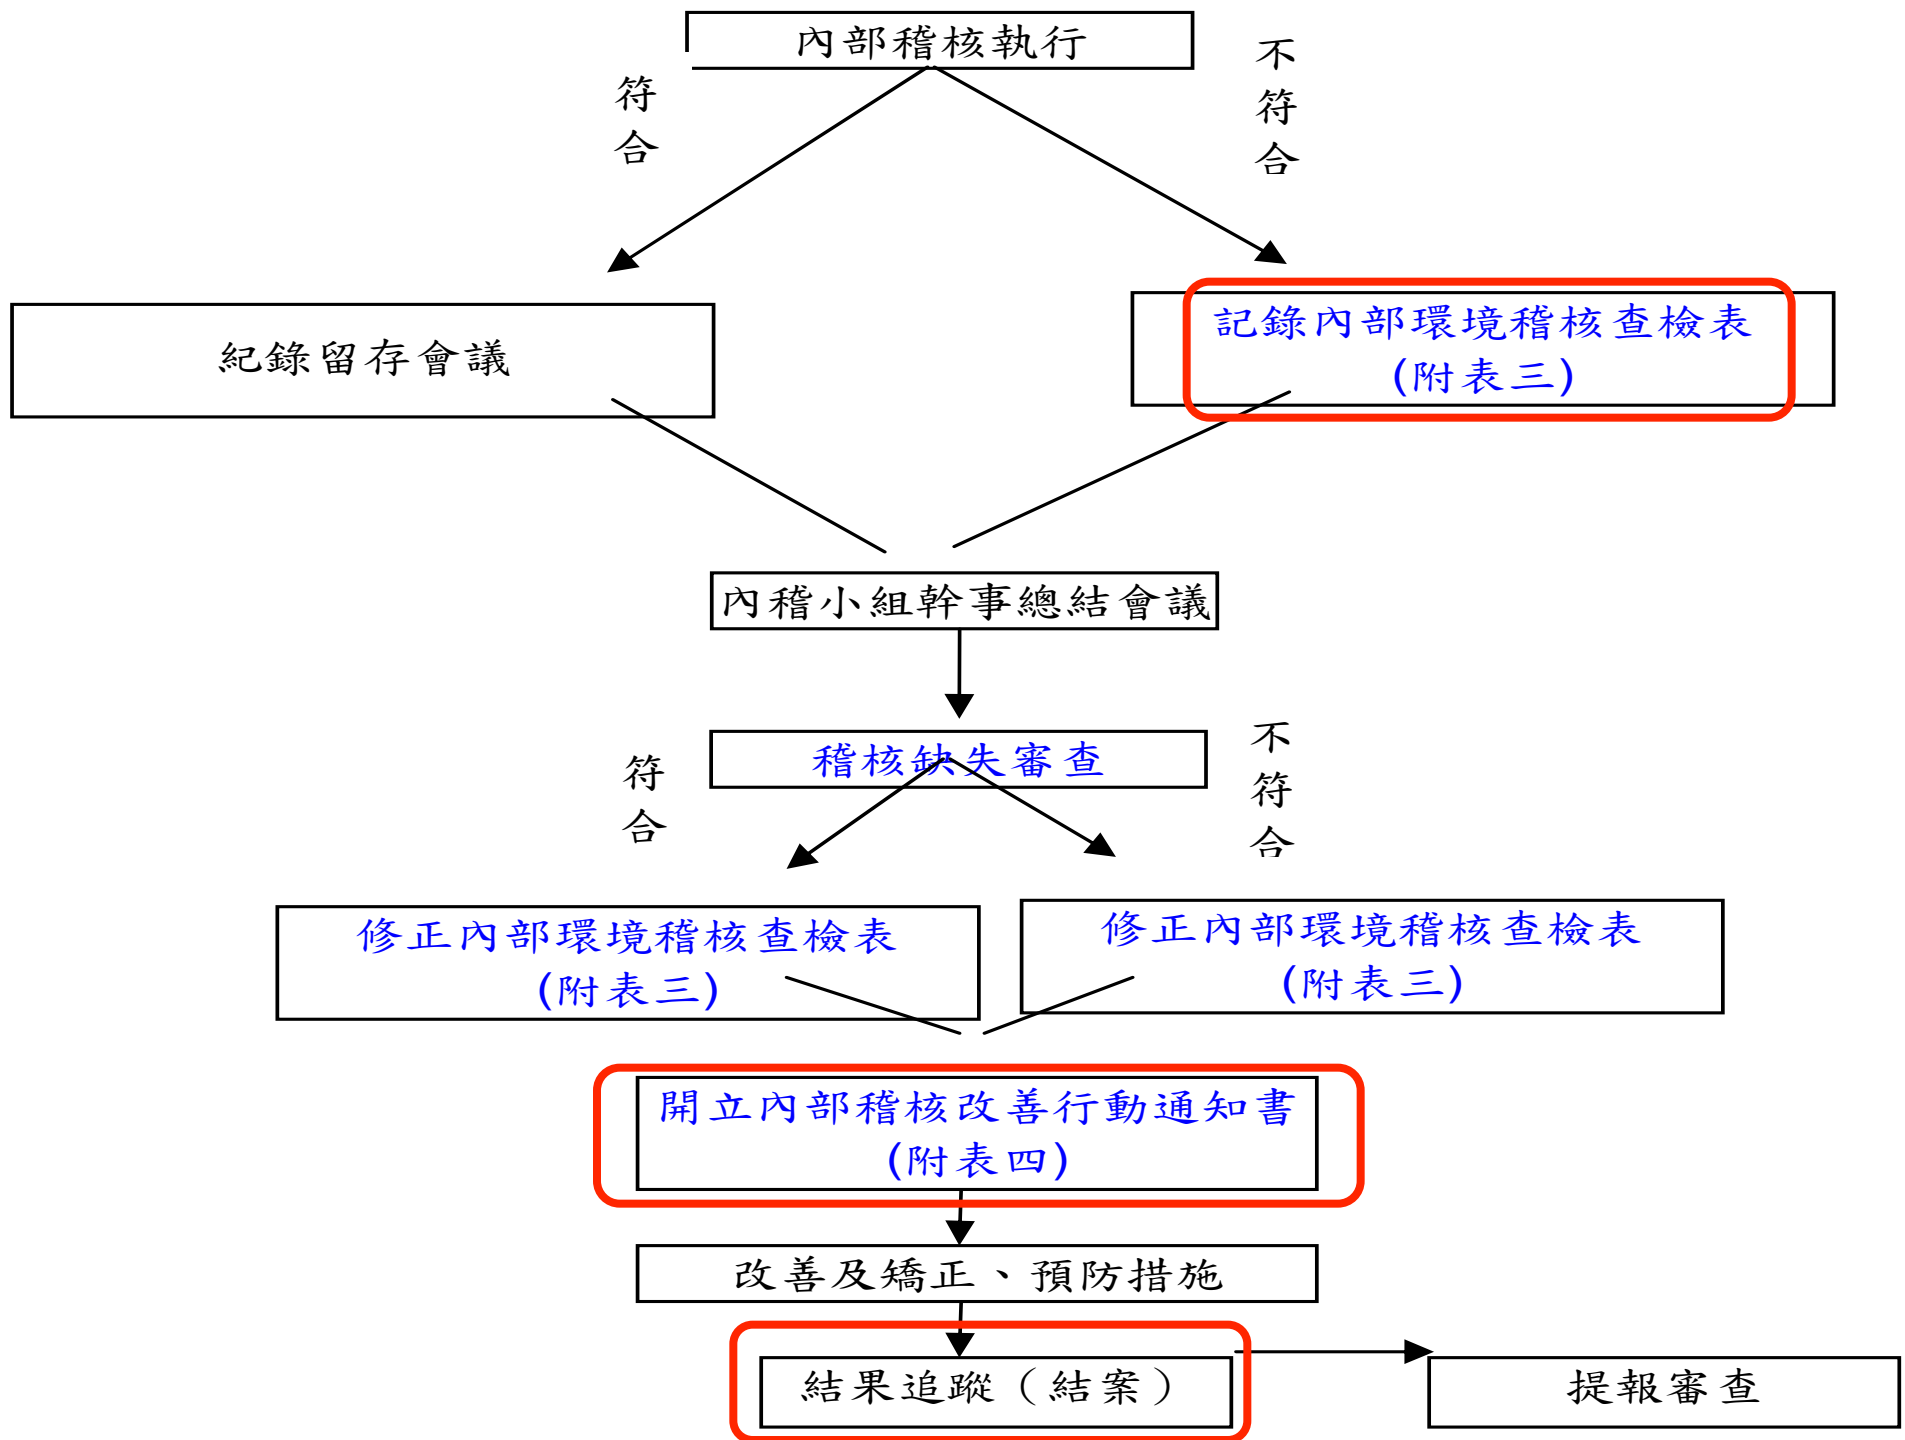 內部稽核執行
符合
不符合
紀錄留存會議
記錄內部環境稽核查檢表
(附表三)
內稽小組幹事總結會議
稽核缺失審查
符合
不符合
修正內部環境稽核查檢表
(附表三)
修正內部環境稽核查檢表
(附表三)
開立內部稽核改善行動通知書
(附表四)
改善及矯正、預防措施
結果追蹤（結案）
提報審查